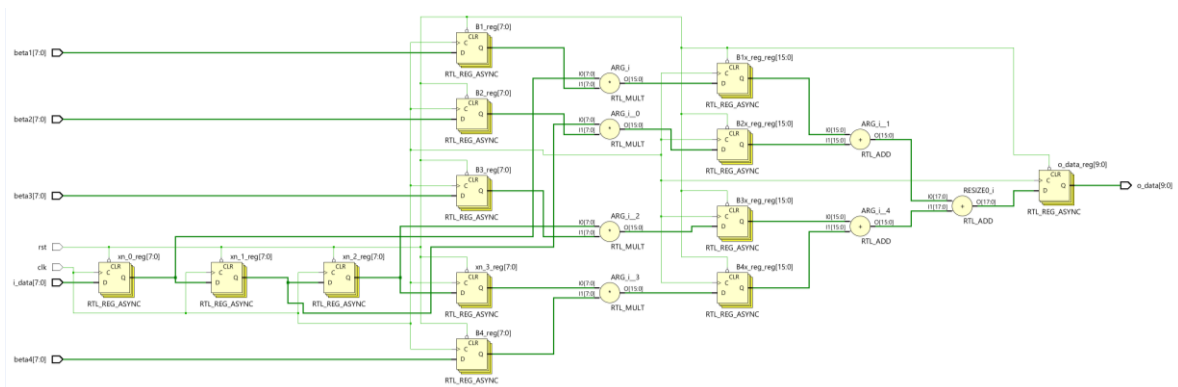 beta1[7:0]
beta2[7:0]
beta3[7:0]
rst
clk
i_data[7:0]
beta4[7:0]
xn_0_reg[7:0]
CLR
C
Q
D
RTL_REG_ASYNC
xn_1_reg[7:0]
CLR
C
Q
D
RTL_REG_ASYNC
xn_2_reg[7:0]
CLR
C
Q
D
RTL_REG_ASYNC
B1_reg[7:0]
CLR
C
Q
D
RTL_REG_ASYNC
B2_reg[7:0]
CLR
C
Q
D
RTL_REG_ASYNC
B3_reg[7:0]
CLR
C
Q
D
RTL_REG_ASYNC
xn_3_reg[7:0]
CLR
C
Q
D
RTL_REG_ASYNC
B4_reg[7:0]
CLR
C
Q
D
RTL_REG_ASYNC
ARG_i
I0[7:0]
I1[7:0]
O[15:0]
RTL_MULT
ARG_i__0
I0[7:0]
I1[7:0]
O[15:0]
RTL_MULT
ARG_i__2
I0[7:0]
I1[7:0]
O[15:0]
RTL_MULT
ARG_i__3
I0[7:0]
I1[7:0]
O[15:0]
RTL_MULT
B1x_reg_reg[15:0]
CLR
C
Q
D
RTL_REG_ASYNC
B2x_reg_reg[15:0]
CLR
C
Q
D
RTL_REG_ASYNC
B3x_reg_reg[15:0]
CLR
C
Q
D
RTL_REG_ASYNC
B4x_reg_reg[15:0]
CLR
C
Q
D
RTL_REG_ASYNC
ARG_i__1
I0[15:0]
I1[15:0]
O[15:0]
+
RTL_ADD
ARG_i__4
I0[15:0]
I1[15:0]
O[15:0]
+
RTL_ADD
RESIZE0_i
I0[17:0]
I1[17:0]
O[17:0]
+
RTL_ADD
o_data_reg[9:0]
CLR
C
Q
D
RTL_REG_ASYNC
o_data[9:0]